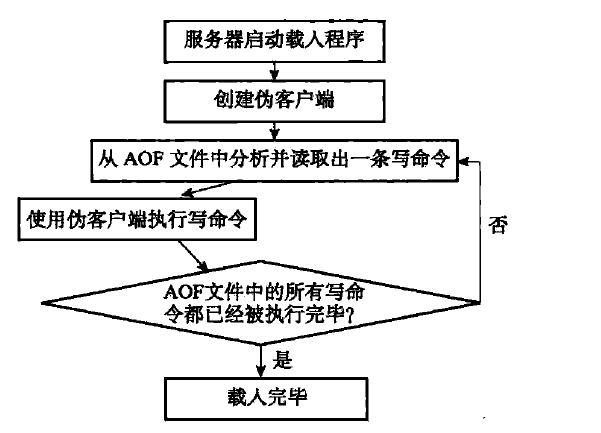 服务器启动载入程序
创建伪客户端
从 AOF 文件中分析并读取出一条写命令
使用伪客户端执行写命令
否
AOF文件中的所有写命
令都已经被执行完毕?
是
载人完毕